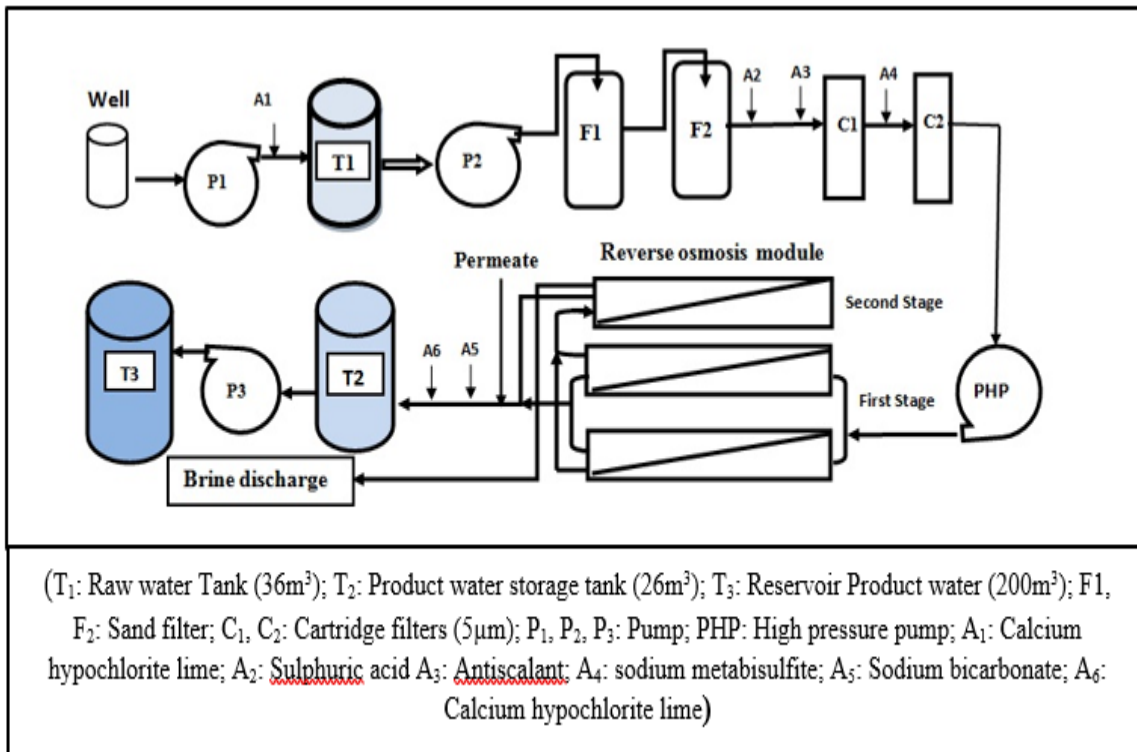 Well
A1
P1
T1
P2
F1
F2
A2
A3
C1
A4
C2
Permeate
Reverse osmosis module
Second Stage
T3
P3
T2
A6
A5
First Stage
PHP
Brine discharge
(T₁: Raw water Tank (36m³); T₂: Product water storage tank (26m³); T₃: Reservoir Product water (200m³); F1,
F₂: Sand filter; C₁, C₂: Cartridge filters (5µm); P₁, P₂, P₃: Pump; PHP: High pressure pump; A₁: Calcium
hypochlorite lime; A₂: Sulphuric acid A₃: Antiscalant; A₄: sodium metabisulfite; A₅: Sodium bicarbonate; A₆:
Calcium hypochlorite lime)